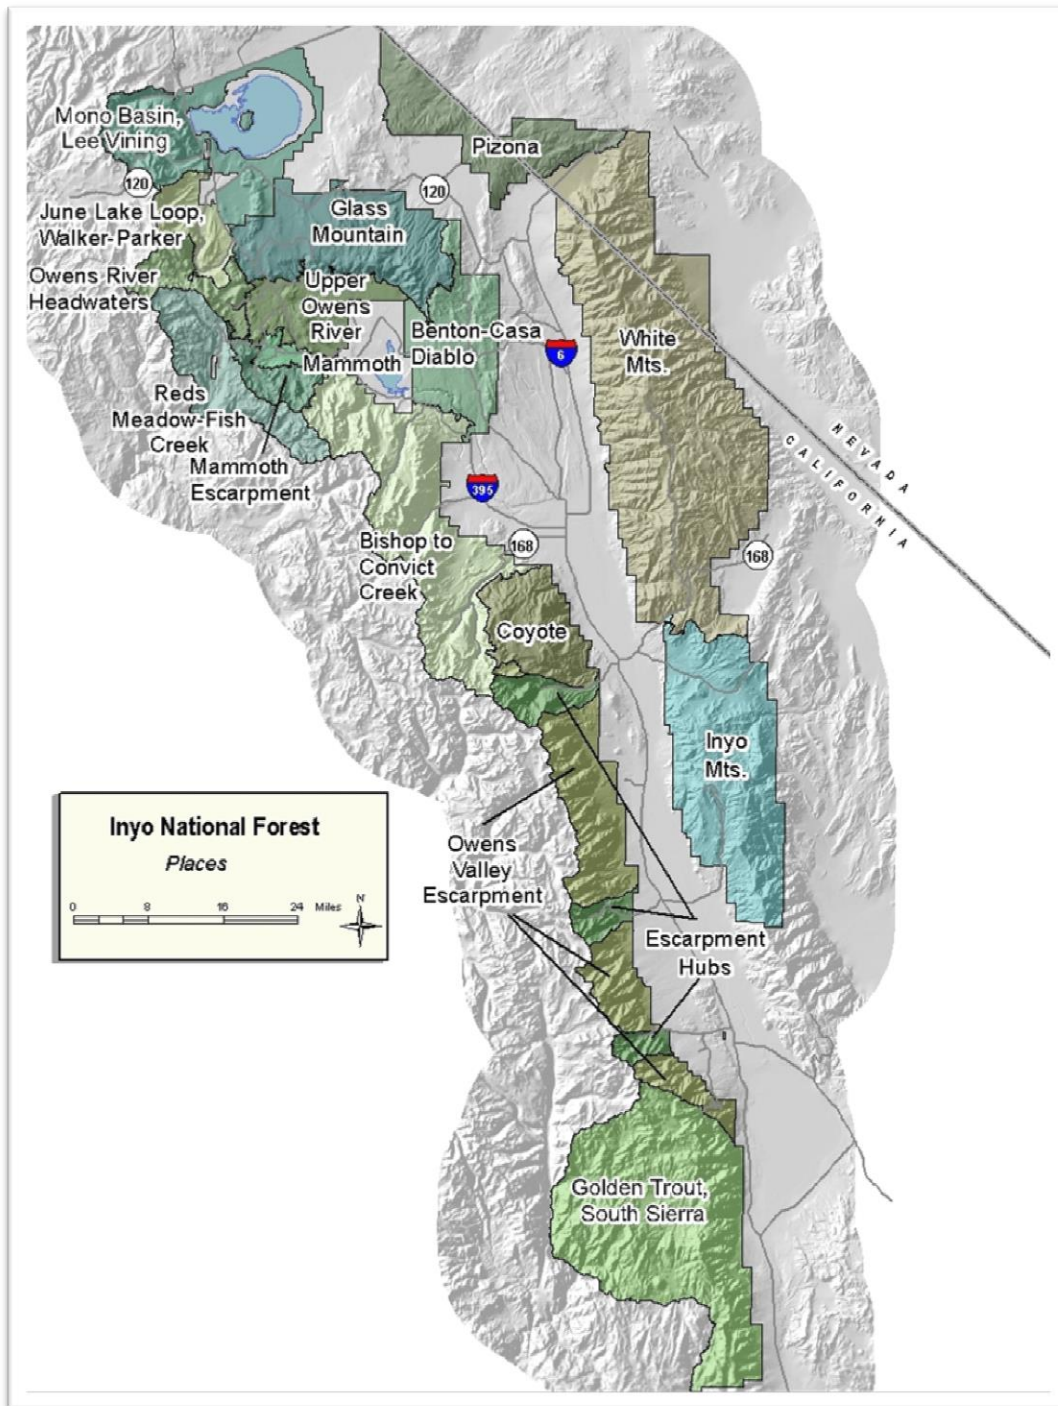 Mono Basin,
Lee Vining
120
120
Pizona
June Lake Loop,
Walker-Parker
Glass
Mountain
Owens River
Headwaters
Upper
Owens
River
Benton-Casa
Diablo
6
White
Mts.
Mammoth
Reds
Meadow-Fish
Creek
Mammoth
Escarpment
NEVADA
CALIFORNIA
395
Bishop to
Convict
Creek
168
168
Coyote
Inyo
Mts.
Inyo National Forest
Places
0 8 16 24 Miles
N
Owens
Valley
Escarpment
Escarpment
Hubs
Golden Trout,
South Sierra